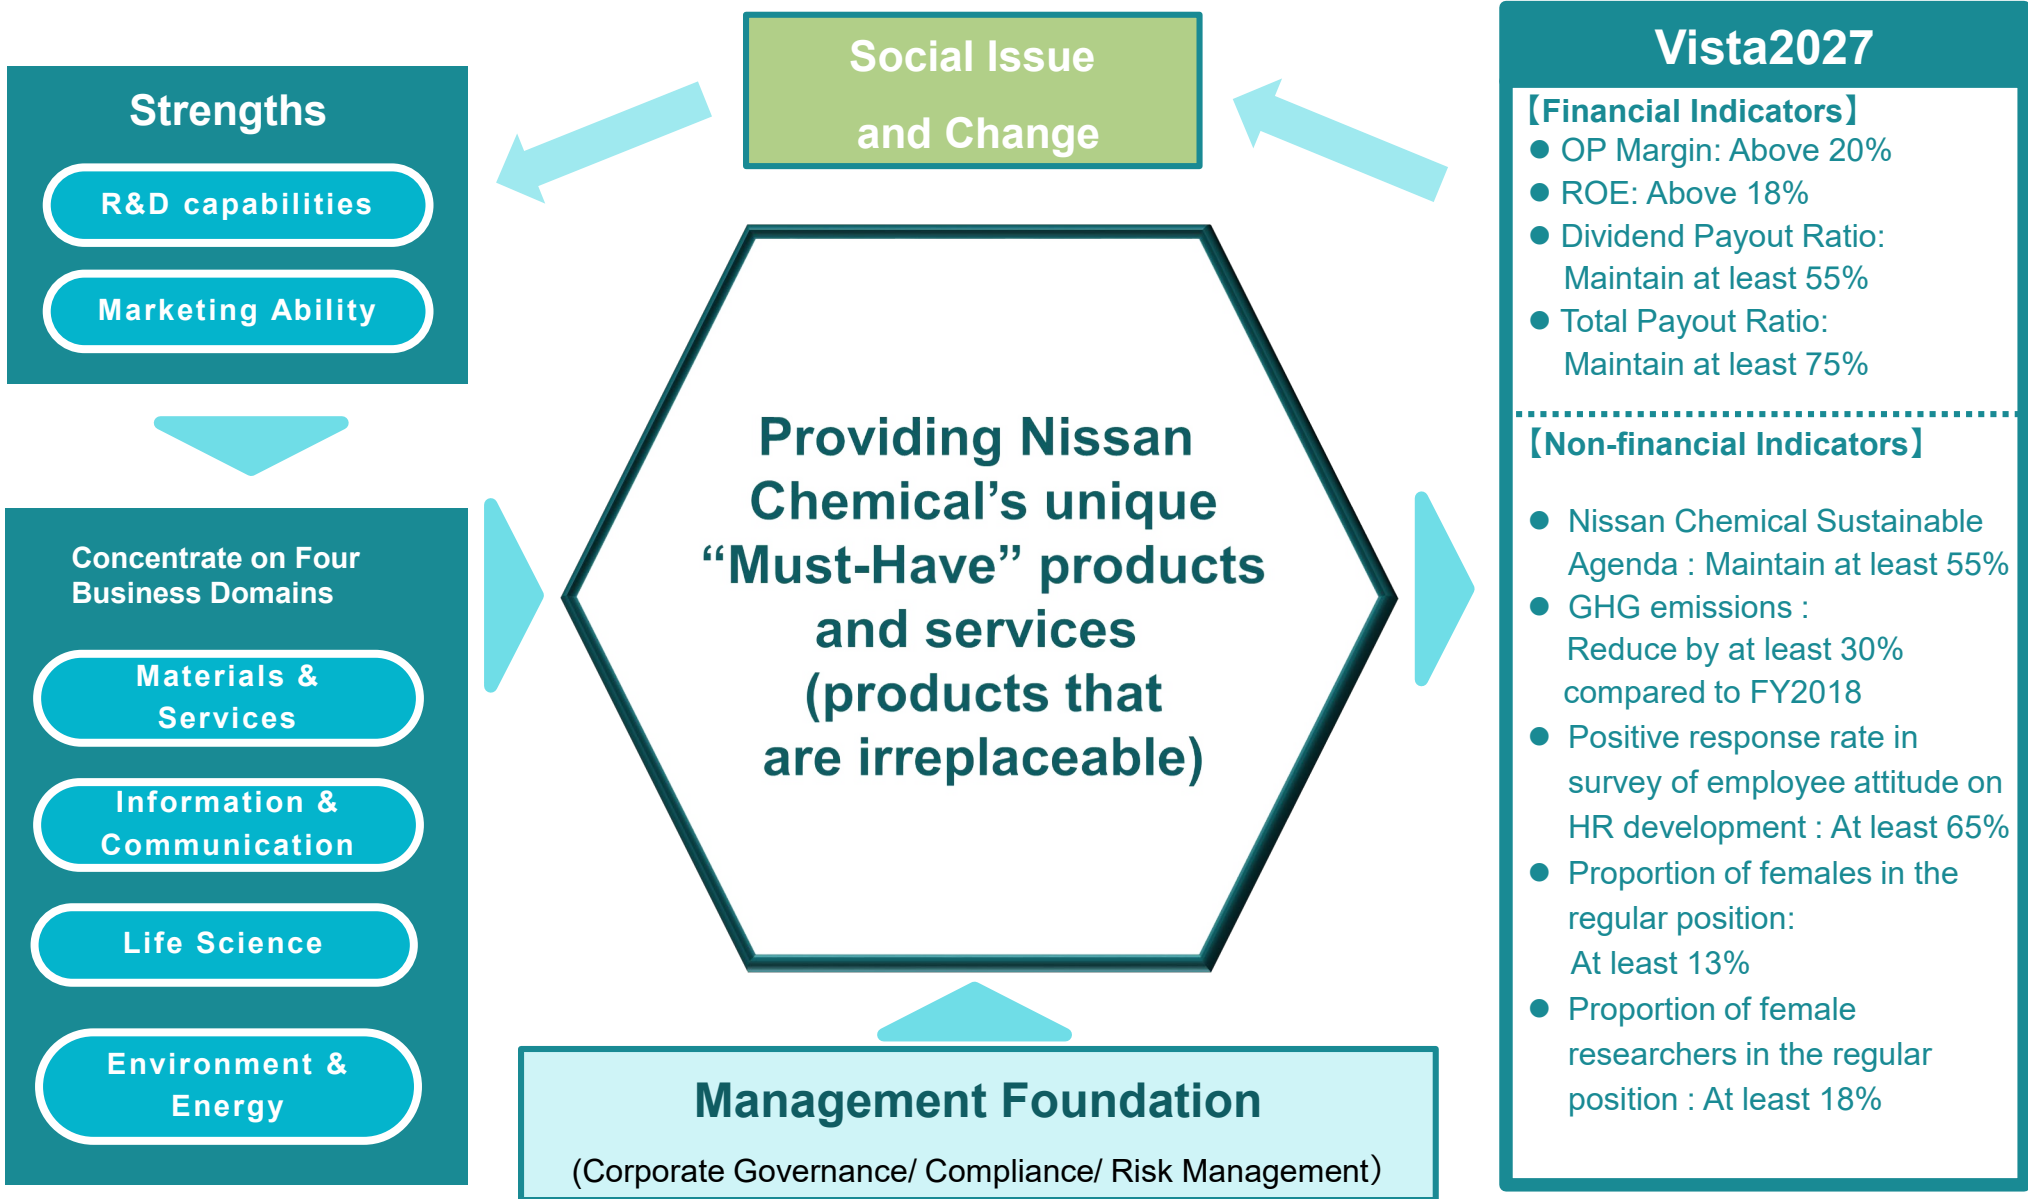 Social Issue
and Change
Strengths
R&D capabilities
Marketing Ability
Concentrate on Four
Business Domains
Materials &
Services
Information &
Communication
Life Science
Environment &
Energy
Providing Nissan
Chemical’s unique
“Must-Have” products
and services
(products that
are irreplaceable)
Management Foundation
(Corporate Governance/ Compliance/ Risk Management）
Vista2027
【Financial Indicators】
● OP Margin: Above 20%
● ROE: Above 18%
● Dividend Payout Ratio:
Maintain at least 55%
● Total Payout Ratio:
Maintain at least 75%
【Non-financial Indicators】
● Nissan Chemical Sustainable
Agenda : Maintain at least 55%
● GHG emissions :
Reduce by at least 30%
compared to FY2018
● Positive response rate in
survey of employee attitude on
HR development : At least 65%
● Proportion of females in the
regular position:
At least 13%
● Proportion of female
researchers in the regular
position : At least 18%